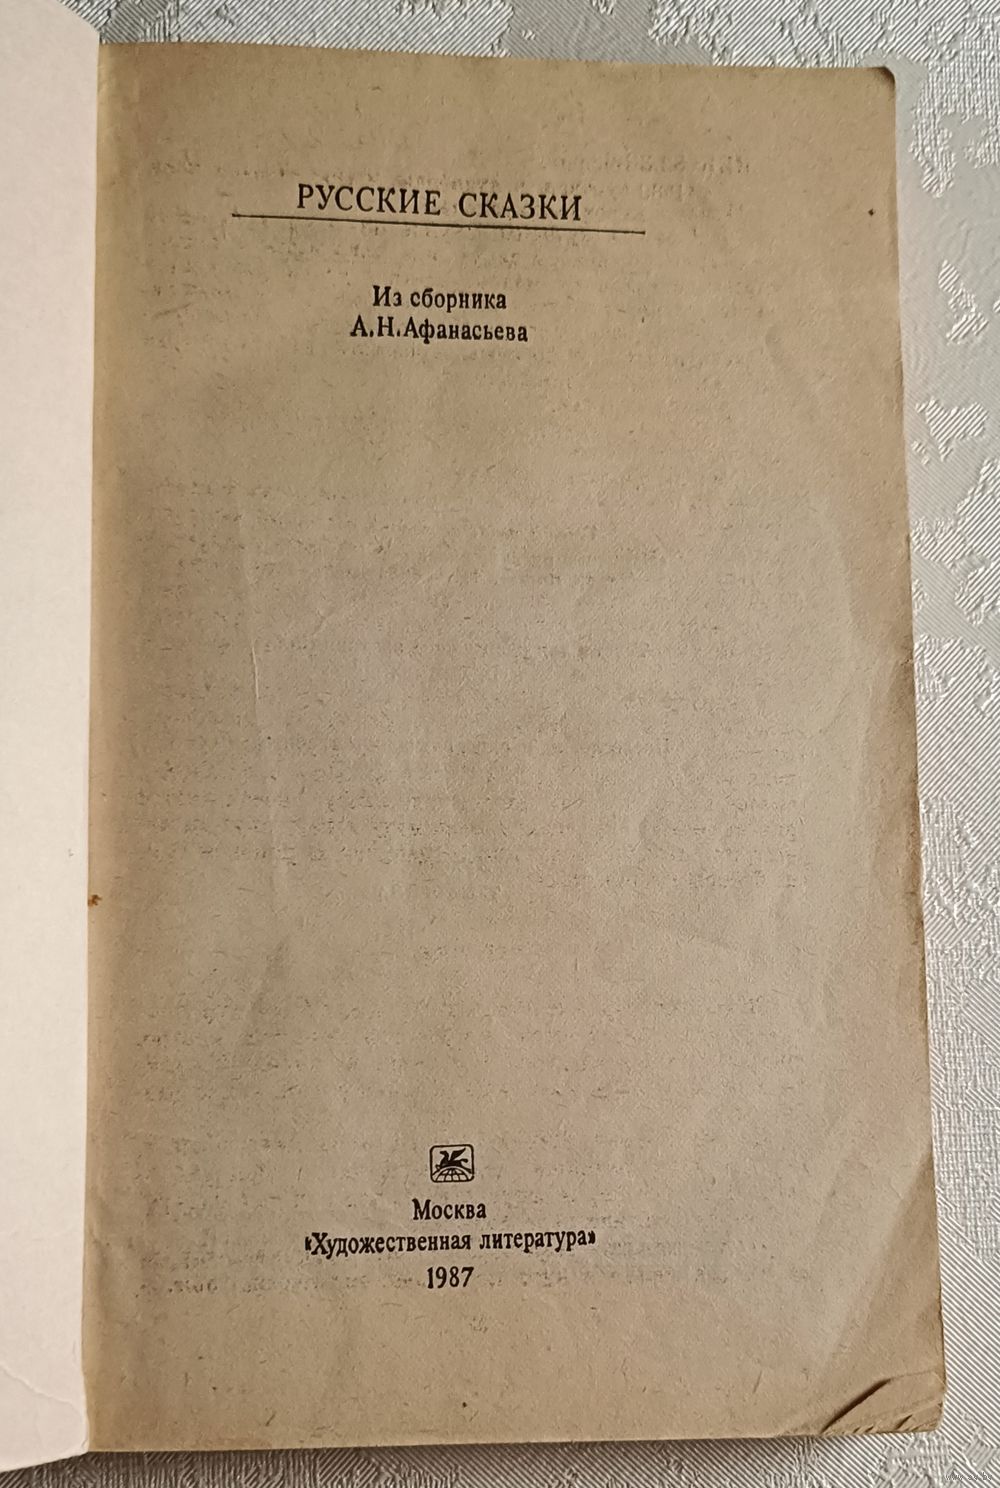 РУССКИЕ СКАЗКИ
Из сборника
А.Н.Афанасьева
Москва
«Художественная литература»
1987